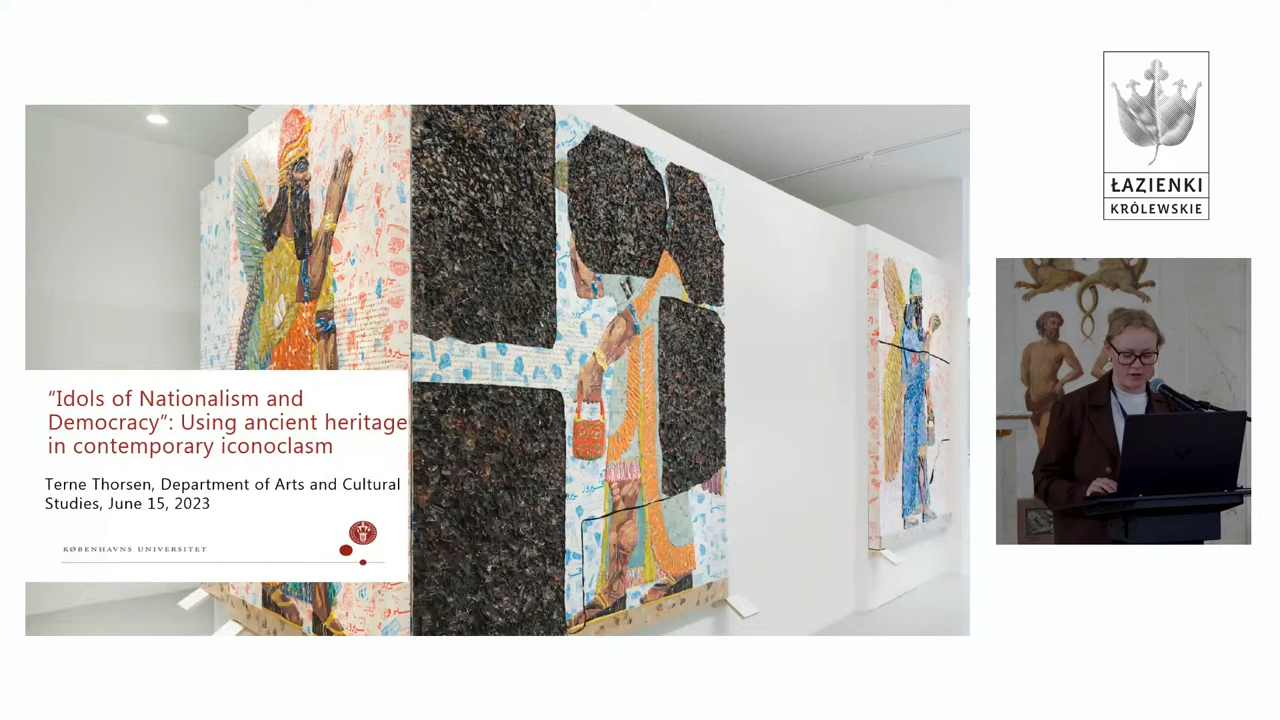 "Idols of Nationalism and
Democracy": Using ancient heritage
in contemporary iconoclasm
Terne Thorsen, Department of Arts and Cultural
Studies, June 15, 2023
KØBENHAVNS UNIVERSITET
ŁAZIENKI
KRÓLEWSKIE